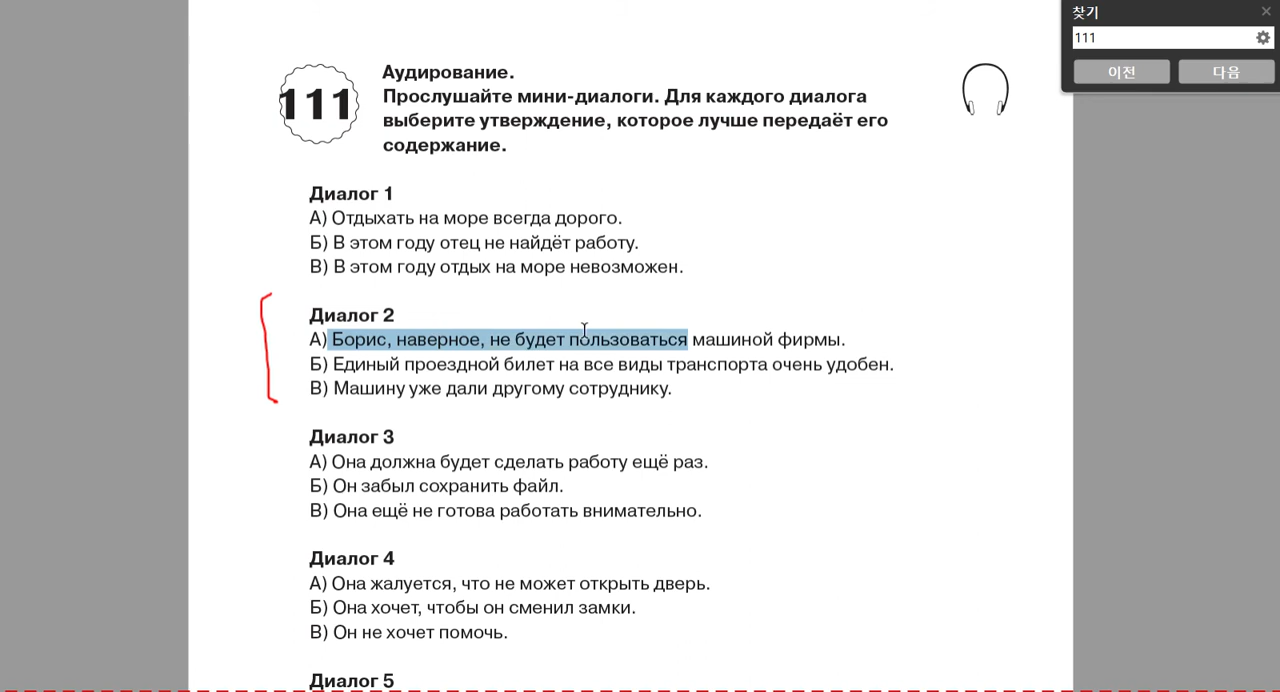 찾기
111
이전 다음
111
Аудирование.
Прослушайте мини-диалоги. Для каждого диалога
выберите утверждение, которое лучше передаёт его
содержание.
Диалог 1
А) Отдыхать на море всегда дорого.
Б) В этом году отец не найдёт работу.
В) В этом году отдых на море невозможен.
Диалог 2
А) Борис, наверное, не будет пользоваться машиной фирмы.
Б) Единый проездной билет на все виды транспорта очень удобен.
В) Машину уже дали другому сотруднику.
Диалог 3
А) Она должна будет сделать работу ещё раз.
Б) Он забыл сохранить файл.
В) Она ещё не готова работать внимательно.
Диалог 4
А) Она жалуется, что не может открыть дверь.
Б) Она хочет, чтобы он сменил замки.
В) Он не хочет помочь.
Диалог 5